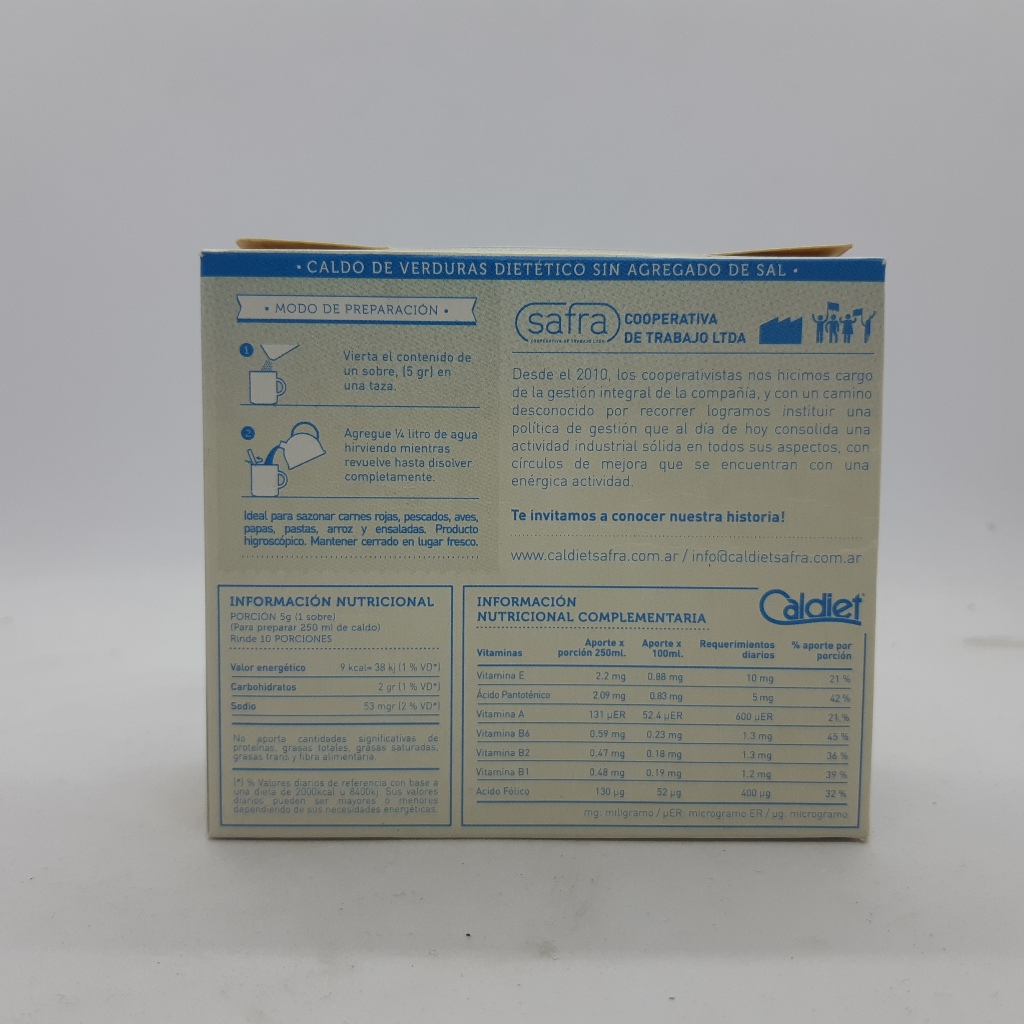 • CALDO DE VERDURAS DIETÉTICO SIN AGREGADO DE SAL •
• MODO DE PREPARACIÓN •
1
Vierta el contenido de
un sobre, (5 gr) en
una taza.
2
Agregue ¼ litro de agua
hirviendo mientras
revuelve hasta disolver
completamente.
Ideal para sazonar carnes rojas, pescados, aves,
papas, pastas, arroz y ensaladas. Producto
higroscópico. Mantener cerrado en lugar fresco.
safra
COOPERATIVA DE TRABAJO LTDA
COOPERATIVA
DE TRABAJO LTDA
Desde el 2010, los cooperativistas nos hicimos cargo
de la gestión integral de la compañía, y con un camino
desconocido por recorrer logramos instituir una
política de gestión que al día de hoy consolida una
actividad industrial sólida en todos sus aspectos, con
círculos de mejora que se encuentran con una
enérgica actividad.
Te invitamos a conocer nuestra historia!
www.caldietsafra.com.ar / info@caldietsafra.com.ar
INFORMACIÓN NUTRICIONAL
PORCIÓN 5g (1 sobre)
(Para preparar 250 ml de caldo)
Rinde 10 PORCIONES
Valor energético 9 kcal= 38 kj (1 % VD*)
Carbohidratos 2 gr (1 % VD*)
Sodio 53 mgr (2 % VD*)
No aporta cantidades significativas de
proteínas, grasas totales, grasas saturadas,
grasas trans y fibra alimentaria.
(*) % Valores diarios de referencia con base a
una dieta de 2000kcal u 8400kj. Sus valores
diarios pueden ser mayores o menores
dependiendo de sus necesidades energéticas.
INFORMACIÓN
NUTRICIONAL COMPLEMENTARIA
Caldiet
Vitaminas Aporte x porción 250ml. Aporte x 100ml. Requerimientos diarios % aporte por porción
Vitamina E 2.2 mg 0.88 mg 10 mg 21 %
Ácido Pantoténico 2.09 mg 0.83 mg 5 mg 42 %
Vitamina A 131 µER 52.4 µER 600 µER 21 %
Vitamina B6 0.59 mg 0.23 mg 1.3 mg 45 %
Vitamina B2 0.47 mg 0.18 mg 1.3 mg 36 %
Vitamina B1 0.48 mg 0.19 mg 1.2 mg 39 %
Acido Fólico 130 µg 52 µg 400 µg 32 %
mg: miligramo / µER: microgramo ER / µg: microgramo